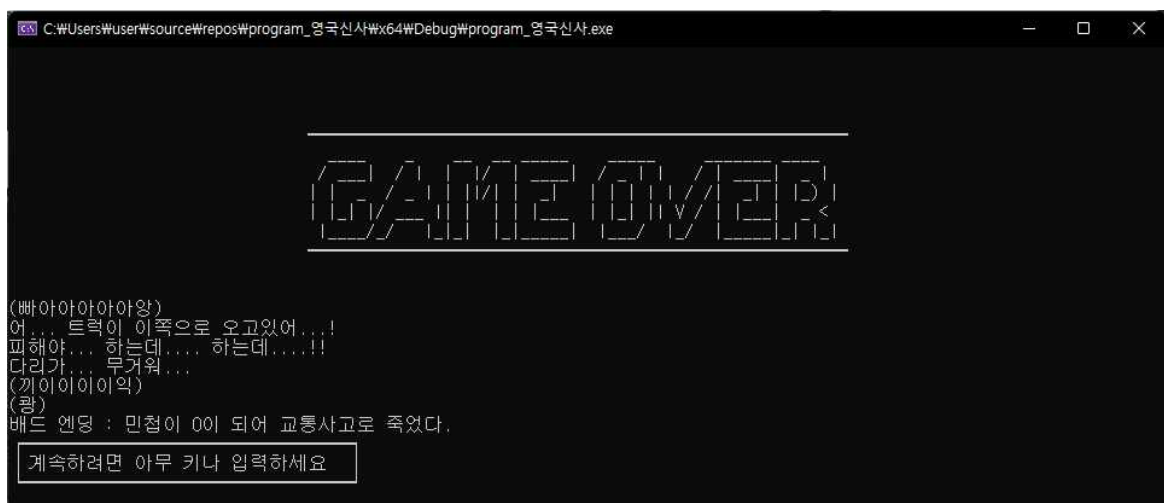 C:₩Users₩user₩source₩repos₩program_영국신사₩x64₩Debug₩program_영국신사.exe
GAME OVER
(빠아아아아아앙)
어... 트럭이 이쪽으로 오고있어...!
피해야... 하는데.... 하는데....!!
다리가... 무거워...
(끼이이이이익)
(쾅)
배드 엔딩 : 민첩이 0이 되어 교통사고로 죽었다.
계속하려면 아무 키나 입력하세요